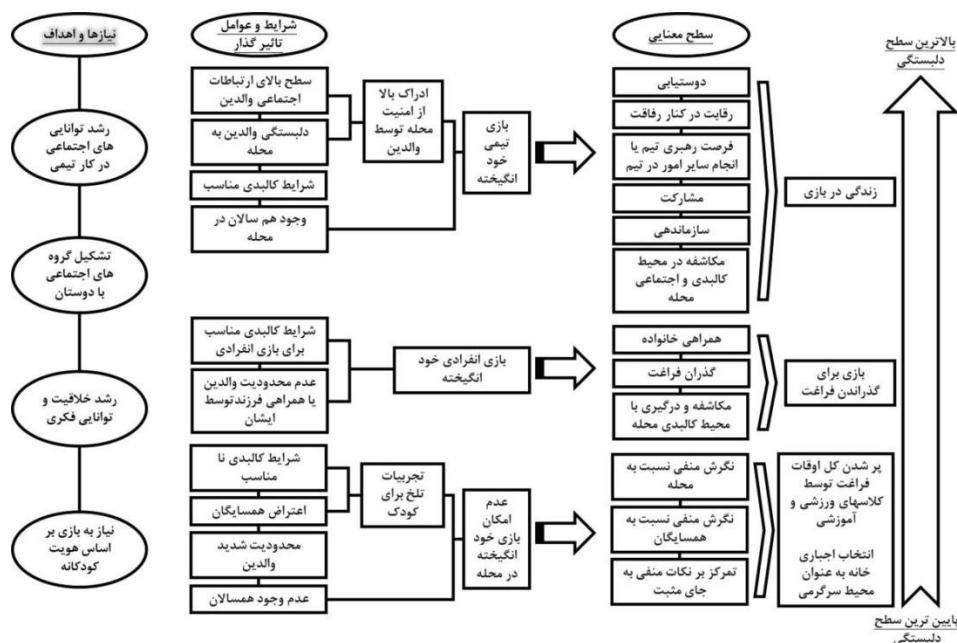 نیازها و اهداف
رشد توانایی
های اجتماعی
در کار تیمی
تشکیل گروه
های اجتماعی
با دوستان
رشد خلاقیت و
توانایی فکری
نیاز به بازی بر
اساس هویت
کودکانه
شرایط و عوامل
تاثیر گذار
سطح بالای ارتباطات
اجتماعی والدین
دلبستگی والدین به
محله
شرایط کالبدی مناسب
وجود هم سالان در
محله
ادراک بالا
از امنیت
محله توسط
والدین
بازی
تیمی
خود
انگیخته
شرایط کالبدی مناسب
برای بازی انفرادی
عدم محدودیت والدین
یا همراهی فرزندتوسط
ایشان
بازی انفرادی خود
انگیخته
شرایط کالبدی نا
مناسب
اعتراض همسایگان
محدودیت شدید
والدین
عدم وجود همسالان
تجربیات
تلخ برای
کودک
عدم
امکان
بازی خود
انگیخته
در محله
سطح معنایی
دوستیابی
رقابت در کنار رفاقت
فرصت رهبری تیم یا
انجام سایر امور در تیم
مشارکت
سازماندهی
مکاشفه در محیط
کالبدی و اجتماعی
محله
زندگی در بازی
همراهی خانواده
گذران فراغت
مکاشفه و درگیری با
محیط کالبدی محله
بازی برای
گذراندن فراغت
نگرش منفی نسبت به
محله
نگرش منفی نسبت به
همسایگان
تمرکز بر نکات منفی به
جای مثبت
پر شدن کل اوقات
فراغت توسط
کلاسهای ورزشی و
آموزشی
انتخاب اجباری
خانه به عنوان
محیط سرگرمی
بالاترین سطح
دلبستگی
پایین ترین سطح
دلبستگی